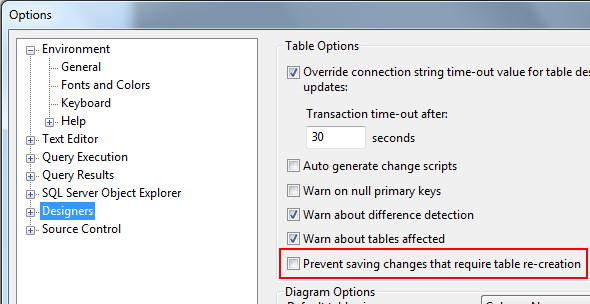 Options
Environment
General
Fonts and Colors
Keyboard
Help
Text Editor
Query Execution
Query Results
SQL Server Object Explorer
Designers
Source Control
Table Options
Override connection string time-out value for table des
updates:
Transaction time-out after:
30 seconds
Auto generate change scripts
Warn on null primary keys
Warn about difference detection
Warn about tables affected
Prevent saving changes that require table re-creation
Diagram Options